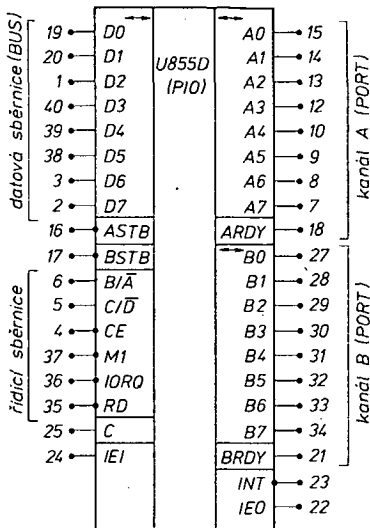 19 D0 U855D A0 15
20 D1 (PIO) A1 14
1 D2 A2 13
40 D3 A3 12
39 D4 A4 10
38 D5 A5 9
3 D6 A6 8
2 D7 A7 7
16 ASTB ARDY 18
17 BSTB B0 27
6 B/A̅ B1 28
5 C/D̅ B2 29
4 CE B3 30
37 M1 B4 31
36 IORQ B5 32
35 RD B6 33
25 C B7 34
24 IEI BRDY 21
INT 23
IEO 22
datová sběrnice (BUS)
řídicí sběrnice
kanál A (PORT)
kanál B (PORT)